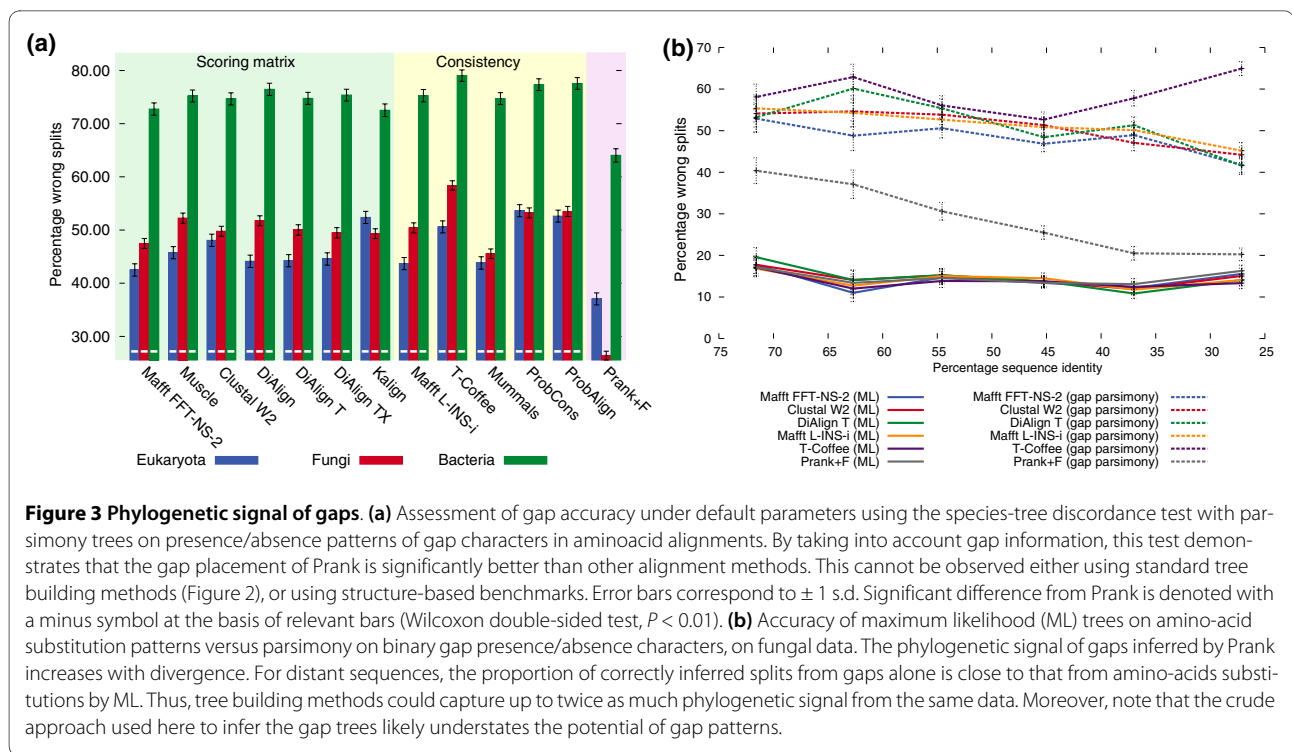 (a)
Scoring matrix
Consistency
Percentage wrong splits
80.00
70.00
60.00
50.00
40.00
30.00
Mafft FFT-NS-2
Muscle
Clustal W2
DiAlign
DiAlign T
DiAlign TX
Kalign
Mafft L-INS-i
T-Coffee
Mummals
ProbCons
ProbAlign
Prank+F
Eukaryota
Fungi
Bacteria
(b)
Percentage wrong splits
70
60
50
40
30
20
10
0
75 70 65 60 55 50 45 40 35 30 25
Percentage sequence identity
Mafft FFT-NS-2 (ML)
Clustal W2 (ML)
DiAlign T (ML)
Mafft L-INS-i (ML)
T-Coffee (ML)
Prank+F (ML)
Mafft FFT-NS-2 (gap parsimony)
Clustal W2 (gap parsimony)
DiAlign T (gap parsimony)
Mafft L-INS-i (gap parsimony)
T-Coffee (gap parsimony)
Prank+F (gap parsimony)
Figure 3 Phylogenetic signal of gaps. (a) Assessment of gap accuracy under default parameters using the species-tree discordance test with par-
simony trees on presence/absence patterns of gap characters in aminoacid alignments. By taking into account gap information, this test demon-
strates that the gap placement of Prank is significantly better than other alignment methods. This cannot be observed either using standard tree
building methods (Figure 2), or using structure-based benchmarks. Error bars correspond to ± 1 s.d. Significant difference from Prank is denoted with
a minus symbol at the basis of relevant bars (Wilcoxon double-sided test, P < 0.01). (b) Accuracy of maximum likelihood (ML) trees on amino-acid
substitution patterns versus parsimony on binary gap presence/absence characters, on fungal data. The phylogenetic signal of gaps inferred by Prank
increases with divergence. For distant sequences, the proportion of correctly inferred splits from gaps alone is close to that from amino-acids substi-
tutions by ML. Thus, tree building methods could capture up to twice as much phylogenetic signal from the same data. Moreover, note that the crude
approach used here to infer the gap trees likely understates the potential of gap patterns.